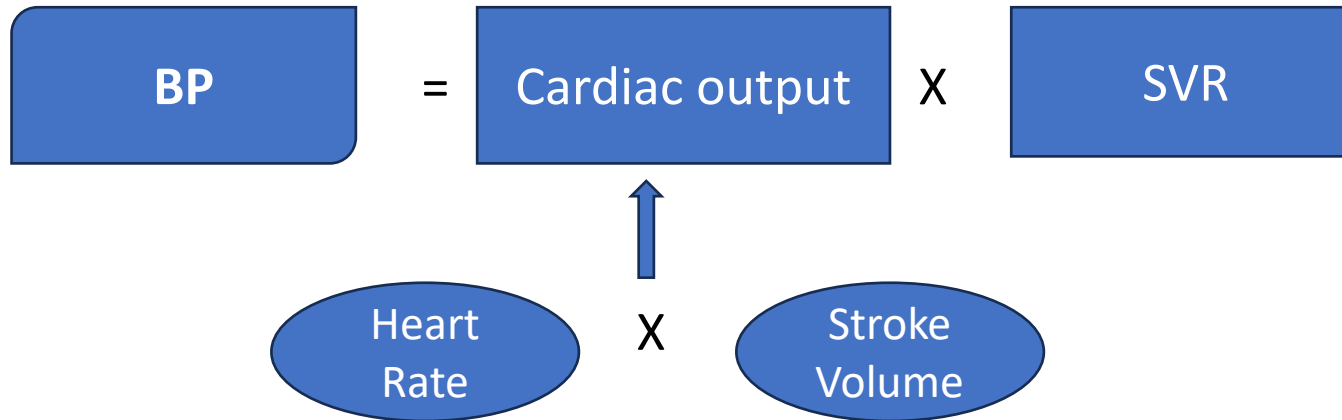 BP = Cardiac output X SVR
Heart X Stroke
Rate Volume